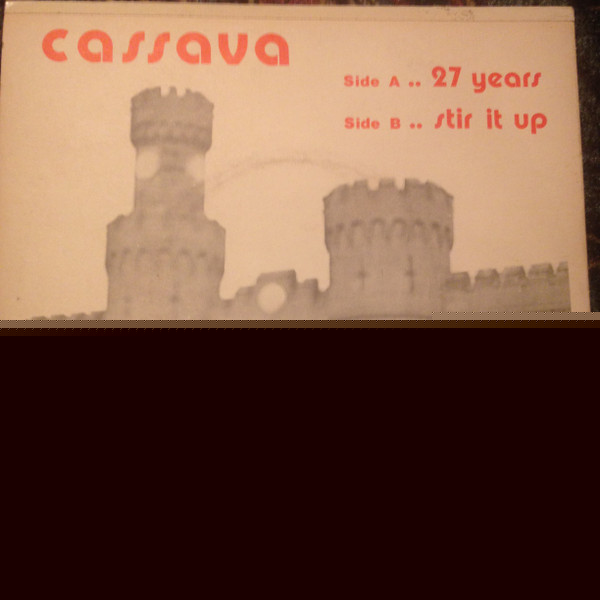 cassava
Side A .. 27 years
Side B .. stir it up